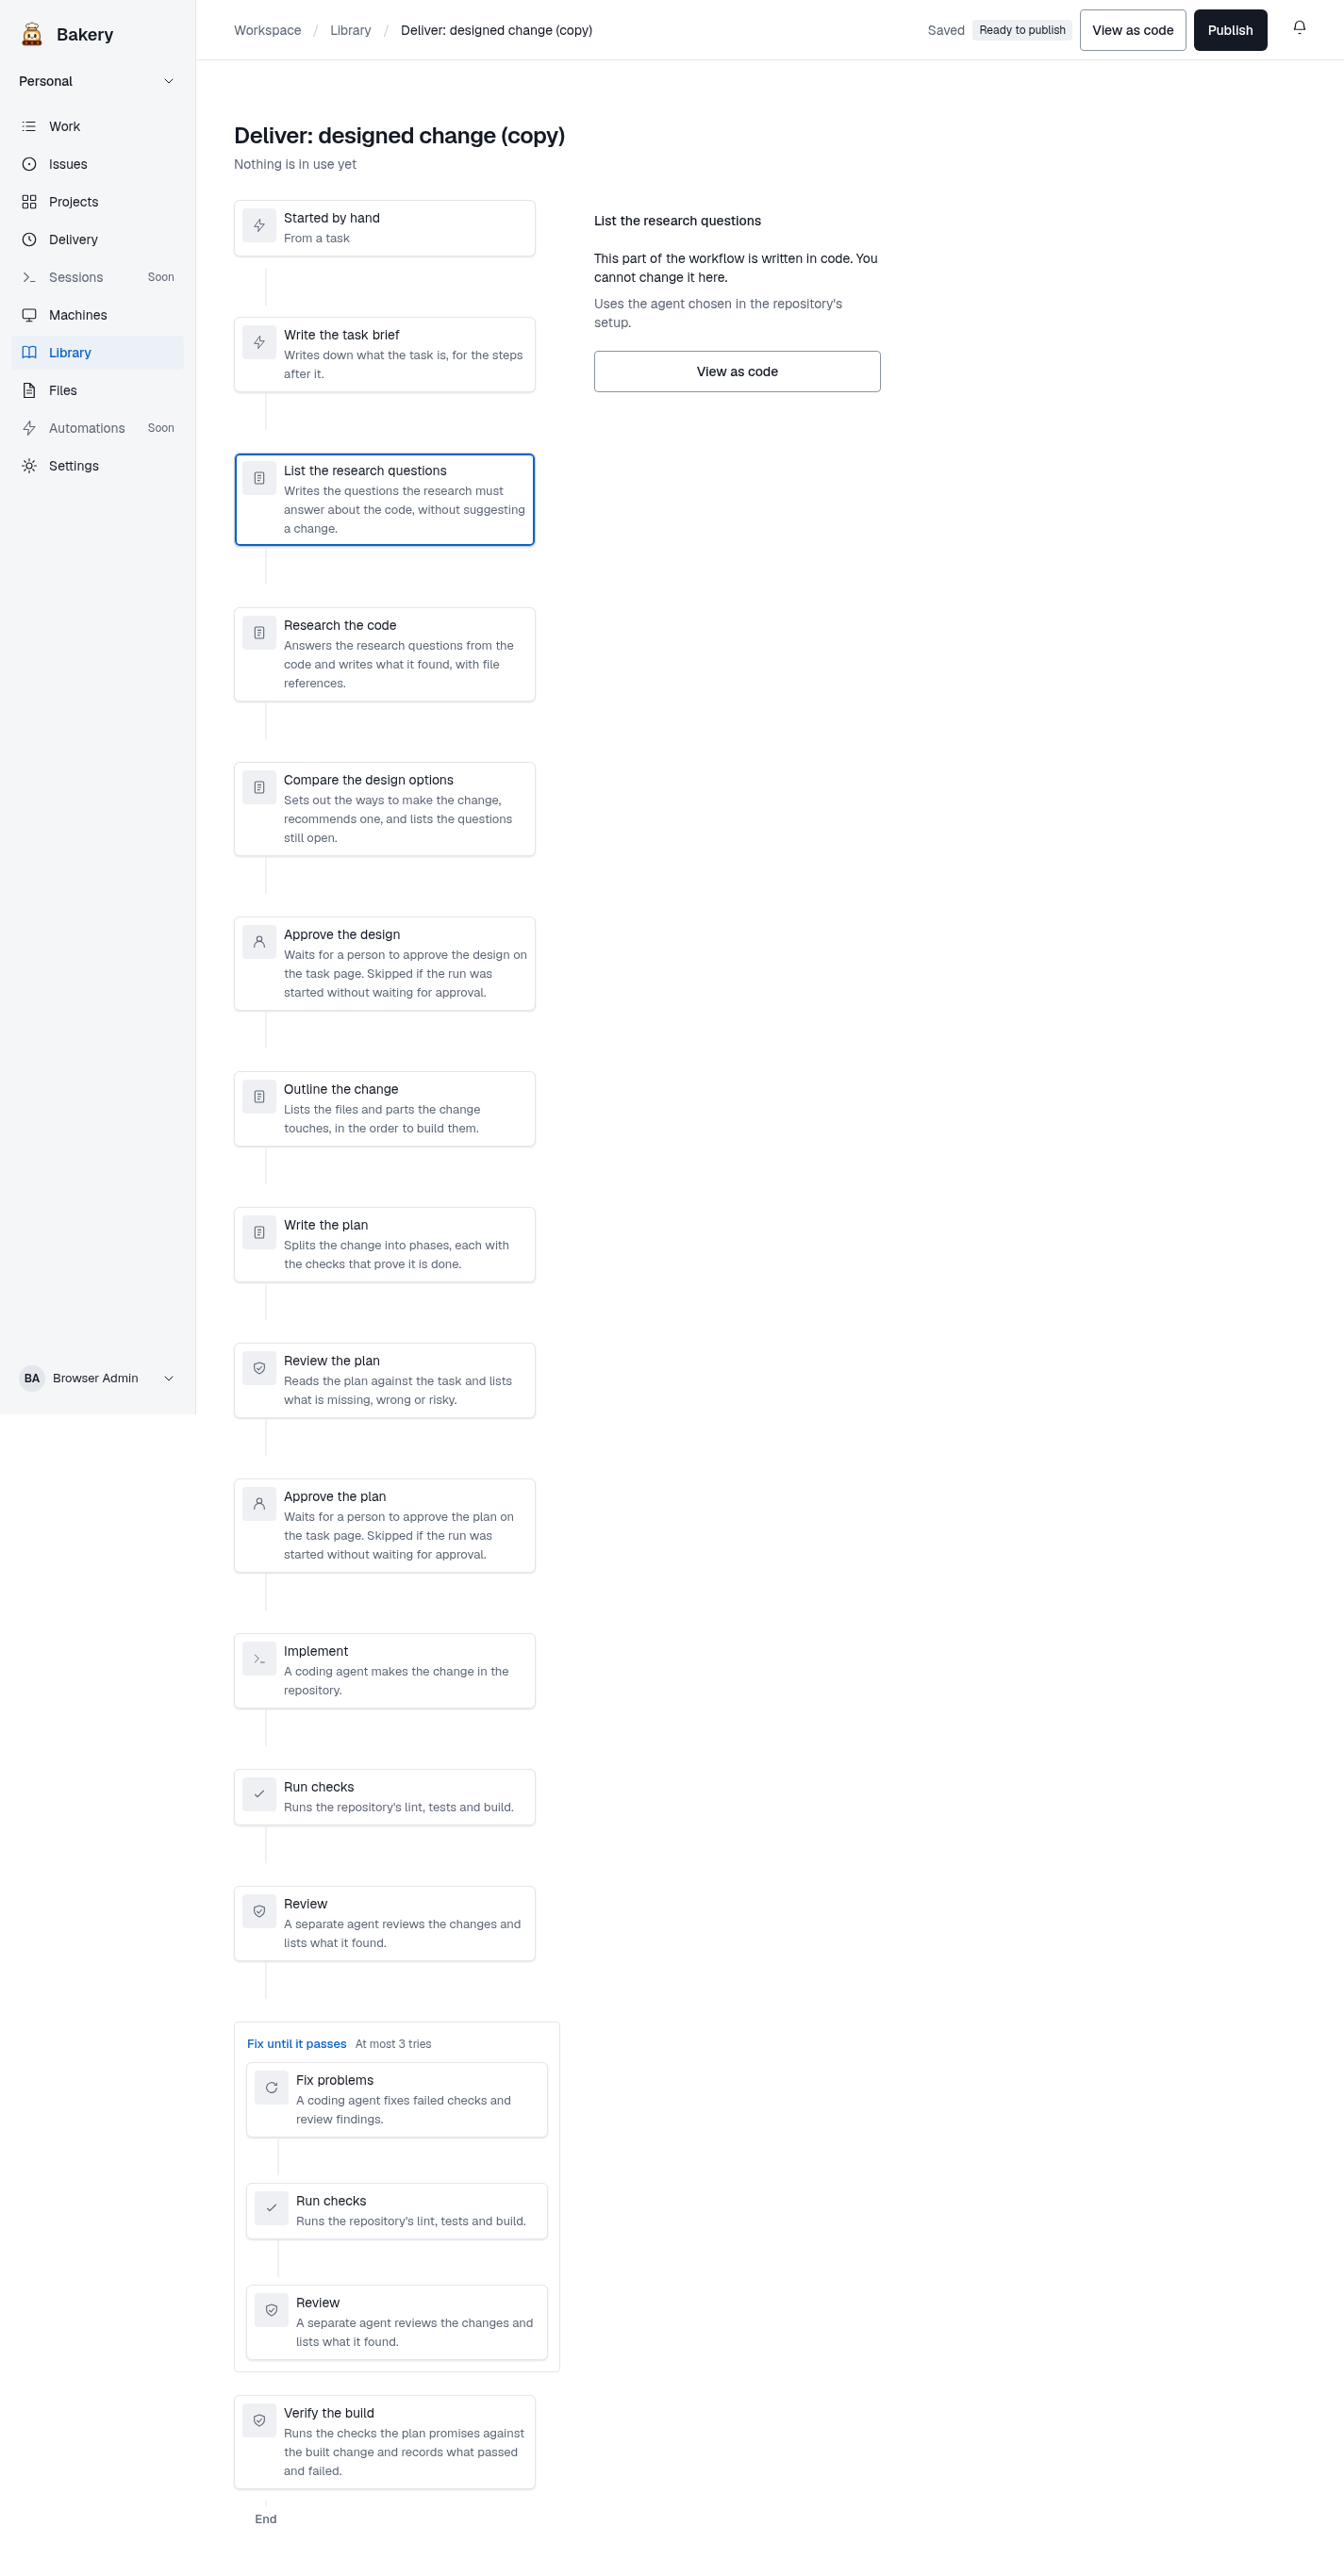 Bakery
Personal
Work
Issues
Projects
Delivery
Sessions Soon
Machines
Library
Files
Automations Soon
Settings
BA Browser Admin
Workspace / Library / Deliver: designed change (copy)
Saved Ready to publish View as code Publish
Deliver: designed change (copy)
Nothing is in use yet
Started by hand
From a task
Write the task brief
Writes down what the task is, for the steps
after it.
List the research questions
Writes the questions the research must
answer about the code, without suggesting
a change.
Research the code
Answers the research questions from the
code and writes what it found, with file
references.
Compare the design options
Sets out the ways to make the change,
recommends one, and lists the questions
still open.
Approve the design
Waits for a person to approve the design on
the task page. Skipped if the run was
started without waiting for approval.
Outline the change
Lists the files and parts the change
touches, in the order to build them.
Write the plan
Splits the change into phases, each with
the checks that prove it is done.
Review the plan
Reads the plan against the task and lists
what is missing, wrong or risky.
Approve the plan
Waits for a person to approve the plan on
the task page. Skipped if the run was
started without waiting for approval.
Implement
A coding agent makes the change in the
repository.
Run checks
Runs the repository's lint, tests and build.
Review
A separate agent reviews the changes and
lists what it found.
Fix until it passes At most 3 tries
Fix problems
A coding agent fixes failed checks and
review findings.
Run checks
Runs the repository's lint, tests and build.
Review
A separate agent reviews the changes and
lists what it found.
Verify the build
Runs the checks the plan promises against
the built change and records what passed
and failed.
End
List the research questions
This part of the workflow is written in code. You
cannot change it here.
Uses the agent chosen in the repository's
setup.
View as code